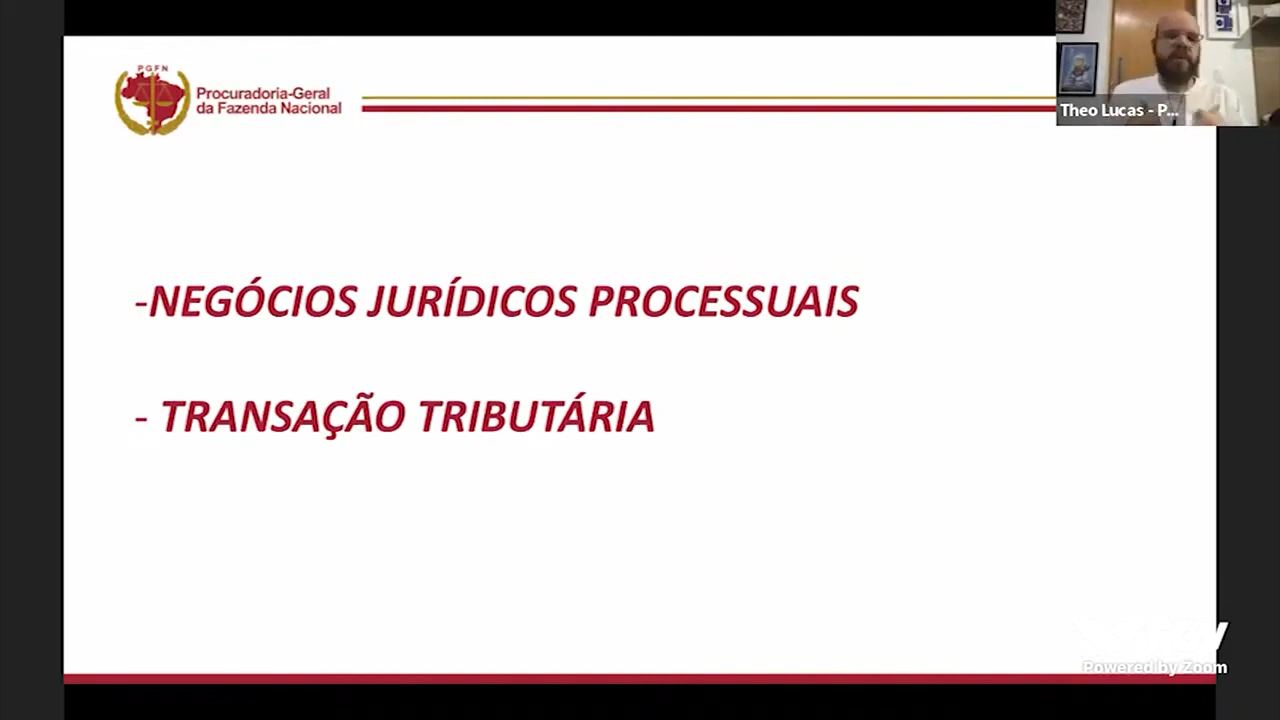 PGFN
Procuradoria-Geral
da Fazenda Nacional
Theo Lucas - P...
-NEGÓCIOS JURÍDICOS PROCESSUAIS
- TRANSAÇÃO TRIBUTÁRIA
Powered by Zoom